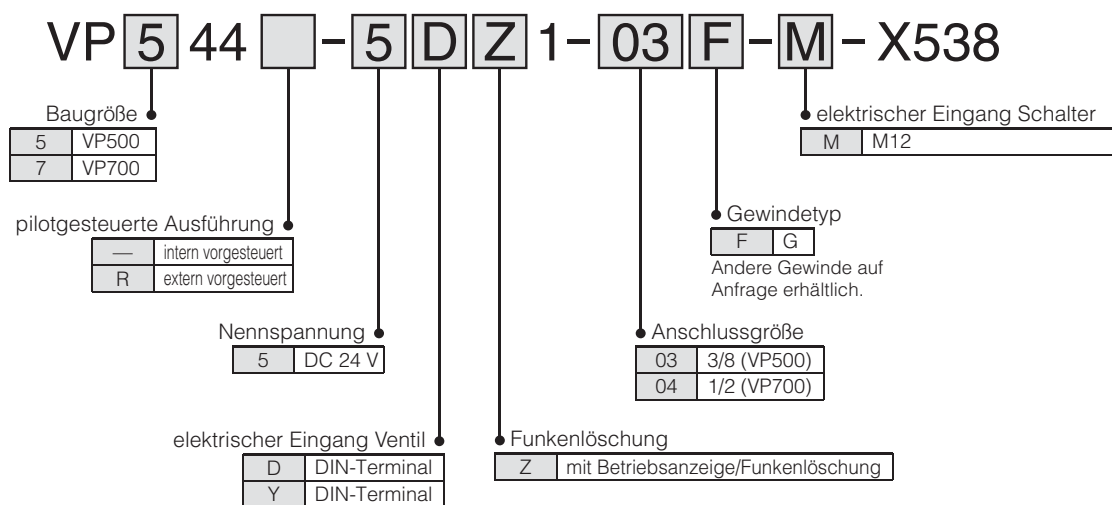 VP 5 44 - 5 D Z 1 - 03 F - M - X538
Baugröße
5 VP500
7 VP700
pilotgesteuerte Ausführung
— intern vorgesteuert
R extern vorgesteuert
Nennspannung
5 DC 24 V
elektrischer Eingang Ventil
D DIN-Terminal
Y DIN-Terminal
Funkenlöschung
Z mit Betriebsanzeige/Funkenlöschung
Anschlussgröße
03 3/8 (VP500)
04 1/2 (VP700)
Gewindetyp
F G
Andere Gewinde auf
Anfrage erhältlich.
elektrischer Eingang Schalter
M M12